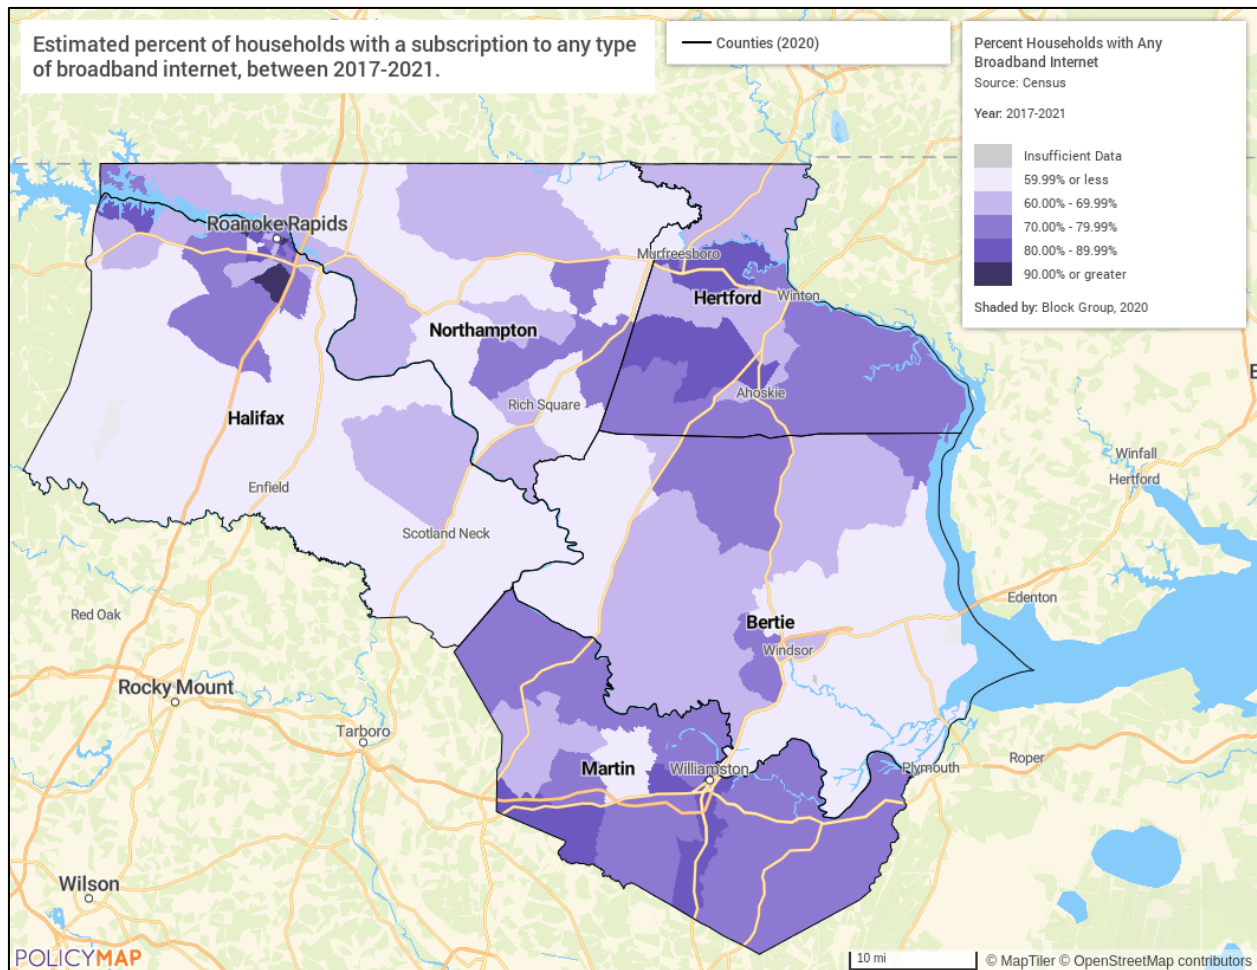 Estimated percent of households with a subscription to any type
of broadband internet, between 2017-2021.
Counties (2020)
Percent Households with Any
Broadband Internet
Source: Census
Year: 2017-2021
Insufficient Data
59.99% or less
60.00% - 69.99%
70.00% - 79.99%
80.00% - 89.99%
90.00% or greater
Shaded by: Block Group, 2020
Roanoke Rapids
Murfreesboro
Hertford
Winton
Northampton
Ahoskie
Rich Square
Halifax
Enfield
Scotland Neck
Winfall
Hertford
E
Edenton
Red Oak
Bertie
Windsor
Rocky Mount
Tarboro
Martin
Williamston
Plymouth
Roper
Wilson
POLICYMAP
10 mi
© MapTiler © OpenStreetMap contributors